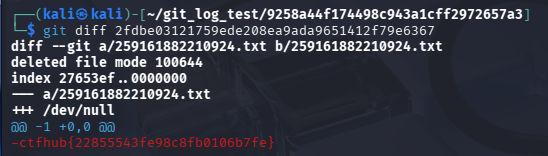 ┌──(kali㉿kali)-[~/git_log_test/9258a44f174498c943a1cff2972657a3]
└─$ git diff 2fdbe03121759ede208ea9ada9651412f79e6367
diff --git a/259161882210924.txt b/259161882210924.txt
deleted file mode 100644
index 27653ef..0000000
--- a/259161882210924.txt
+++ /dev/null
@@ -1 +0,0 @@
-ctfhub{22855543fe98c8fb0106b7fe}